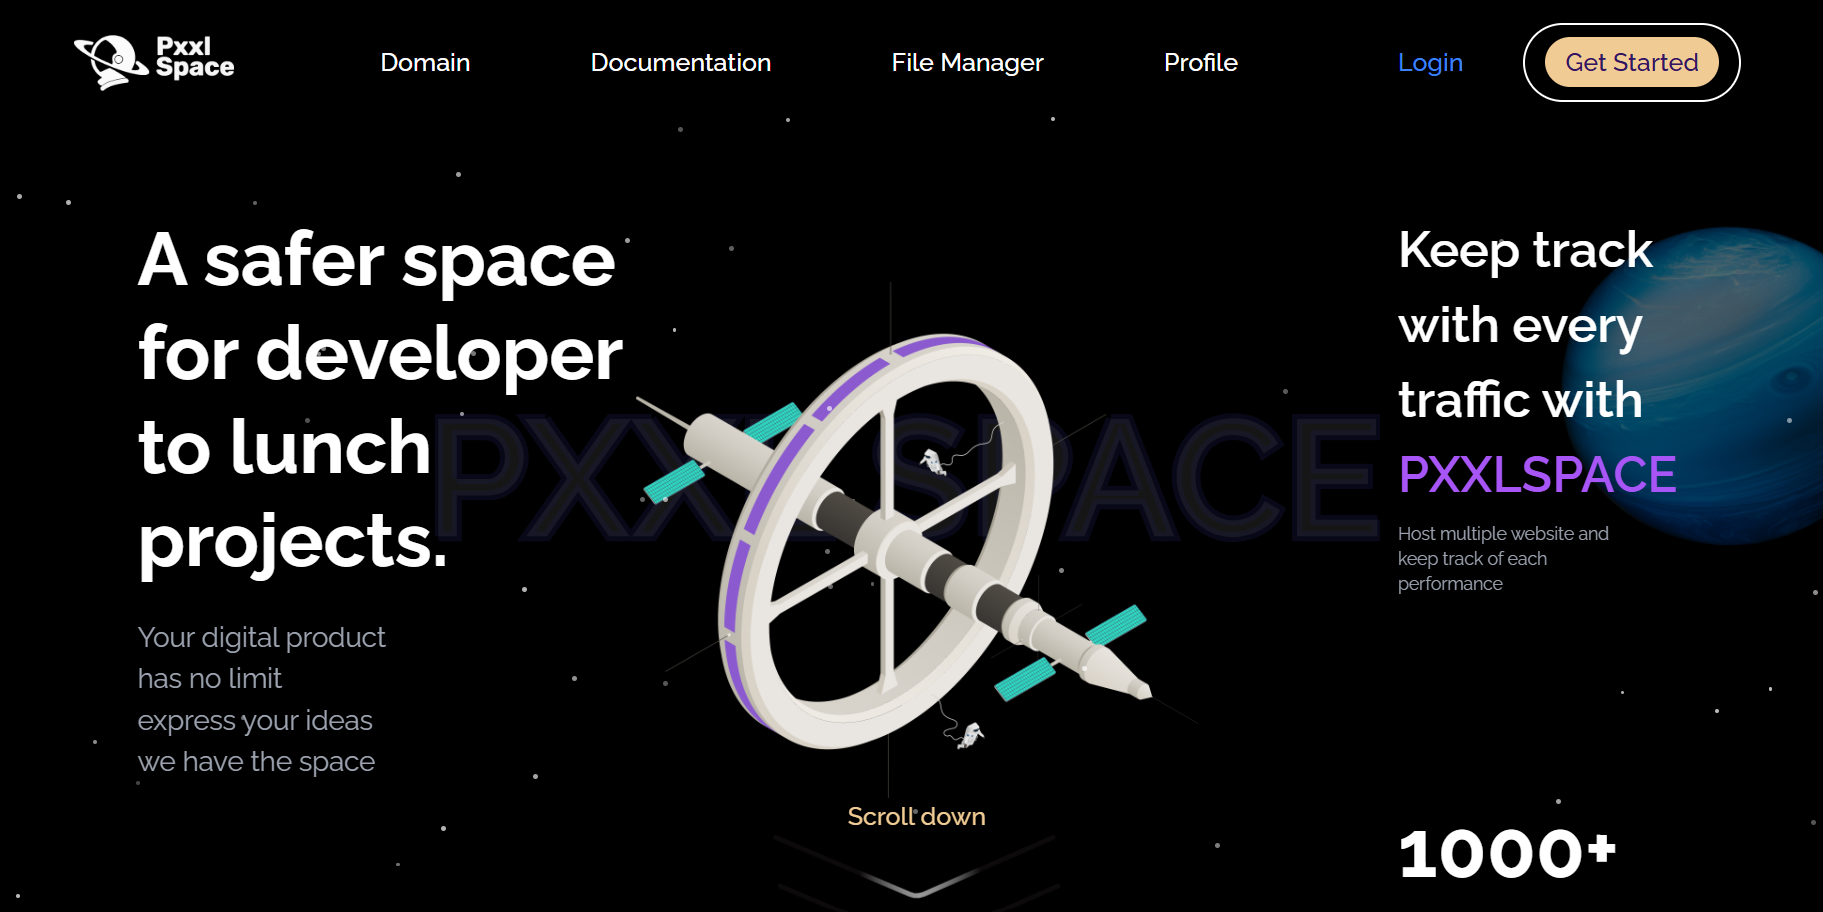 Pxxl
Space
Domain
Documentation
File Manager
Profile
Login
Get Started
A safer space
for developer
to lunch
projects.
Your digital product
has no limit
express your ideas
we have the space
PXXLSPACE
Scroll down
Keep track
with every
traffic with
PXXLSPACE
Host multiple website and
keep track of each
performance
1000+